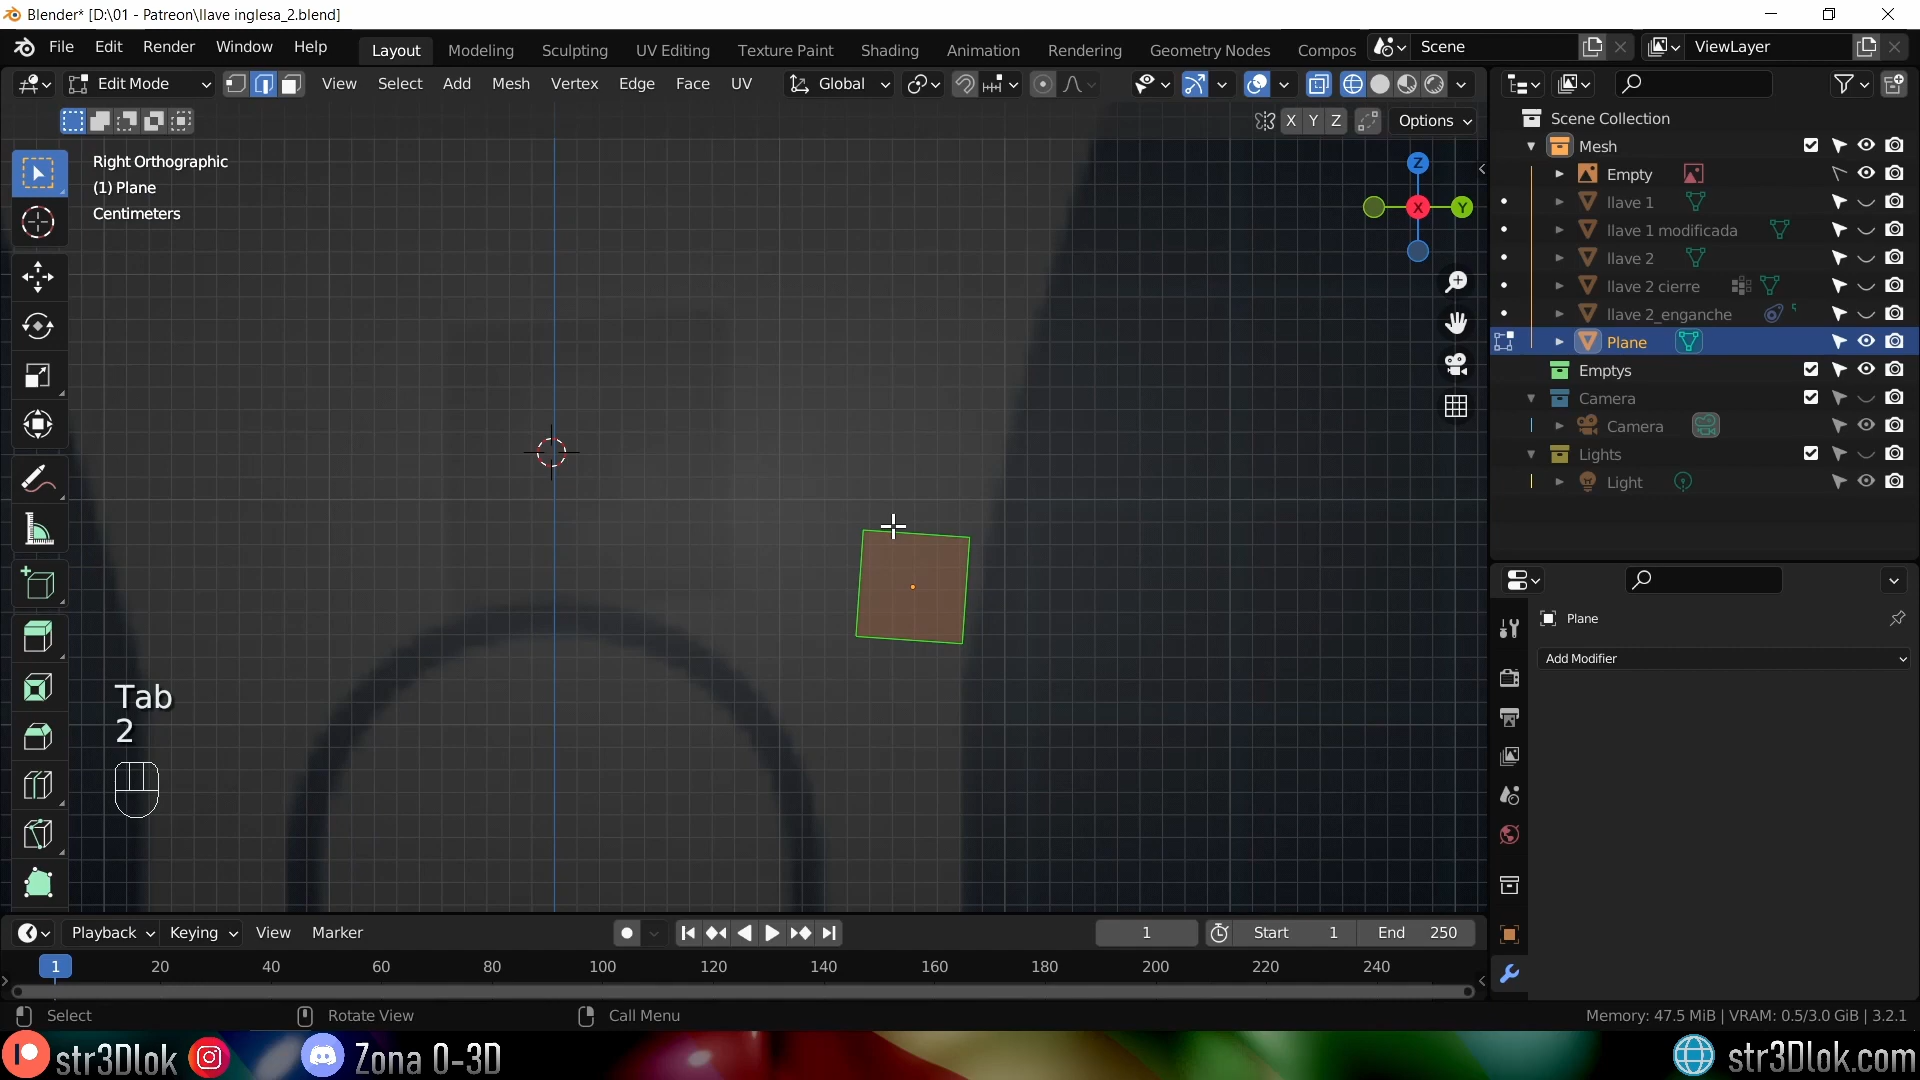 Blender* [D:\01 - Patreon\llave inglesa_2.blend]
File Edit Render Window Help
Layout Modeling Sculpting UV Editing Texture Paint Shading Animation Rendering Geometry Nodes Compos
Scene
ViewLayer
Edit Mode View Select Add Mesh Vertex Edge Face UV
Global
X Y Z
Options
Right Orthographic
(1) Plane
Centimeters
Z
X
Y
Tab
2
Scene Collection
Mesh
Empty
llave 1
llave 1 modificada
llave 2
llave 2 cierre
llave 2_enganche
Plane
Emptys
Camera
Camera
Lights
Light
Plane
Add Modifier
Playback Keying View Marker
1
Start 1
End 250
1 20 40 60 80 100 120 140 160 180 200 220 240
Select
Rotate View
Call Menu
Memory: 47.5 MiB | VRAM: 0.5/3.0 GiB | 3.2.1
str3Dlok
Zona 0-3D
str3Dlok.com